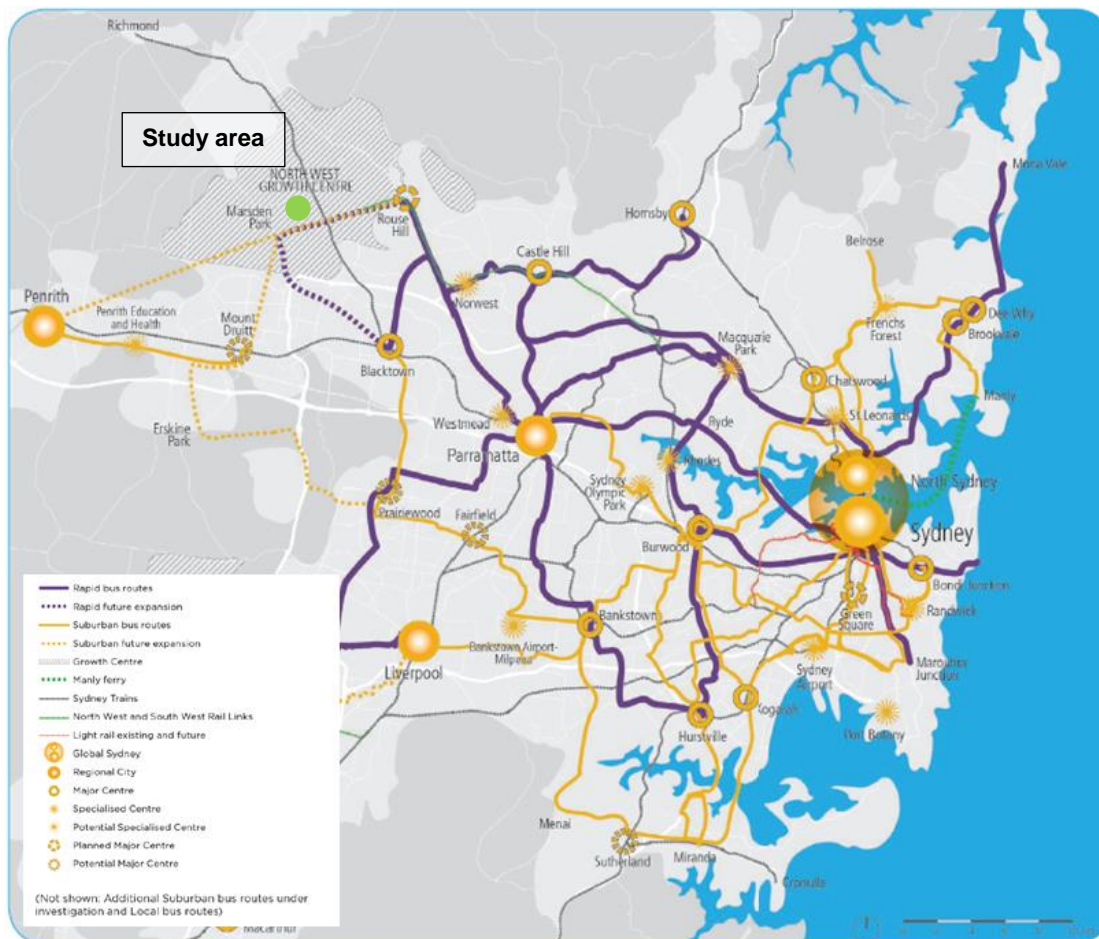 Richmond
Study area
NORTH WEST
GROWTH CENTRE
Marsden
Park
Rouse
Hill
Hornsby
Mona Vale
Castle Hill
Belrose
Norwest
Penrith
Penrith Education
and Health
Mount
Druitt
Blacktown
Macquarie
Park
Frenchs
Forest
Dee Why
Brookvale
Chatswood
Manly
St Leonards
Westmead
Ryde
Erskine
Park
Parramatta
Rhodes
North Sydney
Sydney
Olympic
Park
Prairiewood
Fairfield
Burwood
Sydney
Bondi Junction
Green
Square
Randwick
Bankstown
Bankstown Airport-
Milperra
Liverpool
Sydney
Airport
Maroubra
Junction
Kogarah
Port Botany
Hurstville
Menai
Sutherland
Miranda
Cronulla
Rapid bus routes
Rapid future expansion
Suburban bus routes
Suburban future expansion
Growth Centre
Manly ferry
Sydney Trains
North West and South West Rail Links
Light rail existing and future
Global Sydney
Regional City
Major Centre
Specialised Centre
Potential Specialised Centre
Planned Major Centre
Potential Major Centre
(Not shown: Additional Suburban bus routes under
investigation and Local bus routes)